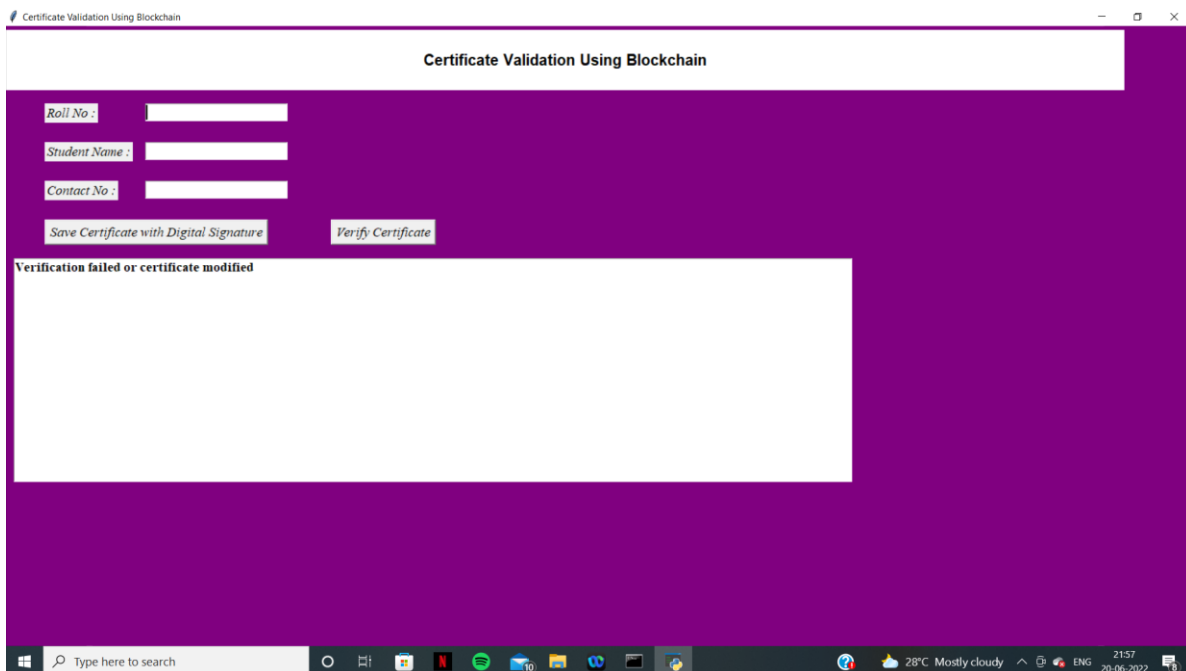 Certificate Validation Using Blockchain
Certificate Validation Using Blockchain
Roll No :
Student Name :
Contact No :
Save Certificate with Digital Signature Verify Certificate
Verification failed or certificate modified
Type here to search
10
28°C Mostly cloudy
ENG
21:57
20-06-2022
8